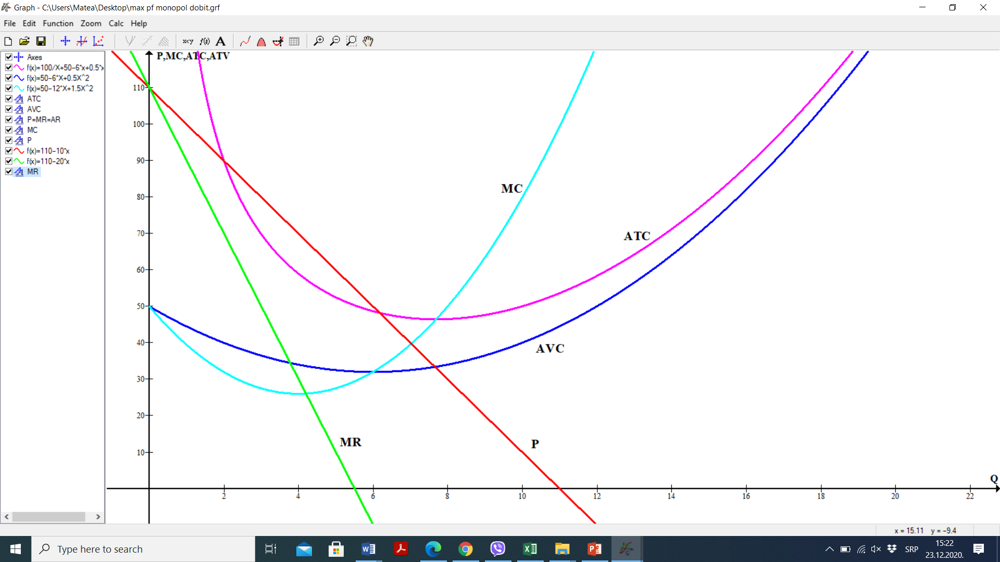 Graph - C:\Users\Matea\Desktop\max pf monopol dobit.grf
File Edit Function Zoom Calc Help
Axes
f(x)=100/X+50-6*x+0.5*x
f(x)=50-6*X+0.5X^2
f(x)=50-12*X+1.5X^2
ATC
AVC
P=MR=AR
MC
P
f(x)=110-10*x
f(x)=110-20*x
MR
P,MC,ATC,ATV
110
100
90
80
70
60
50
40
30
20
10
MC
ATC
AVC
MR
P
Q
2 4 6 8 10 12 14 16 18 20 22
x = 15.11 y = -9.4
Type here to search
SRP
15:22
23.12.2020.